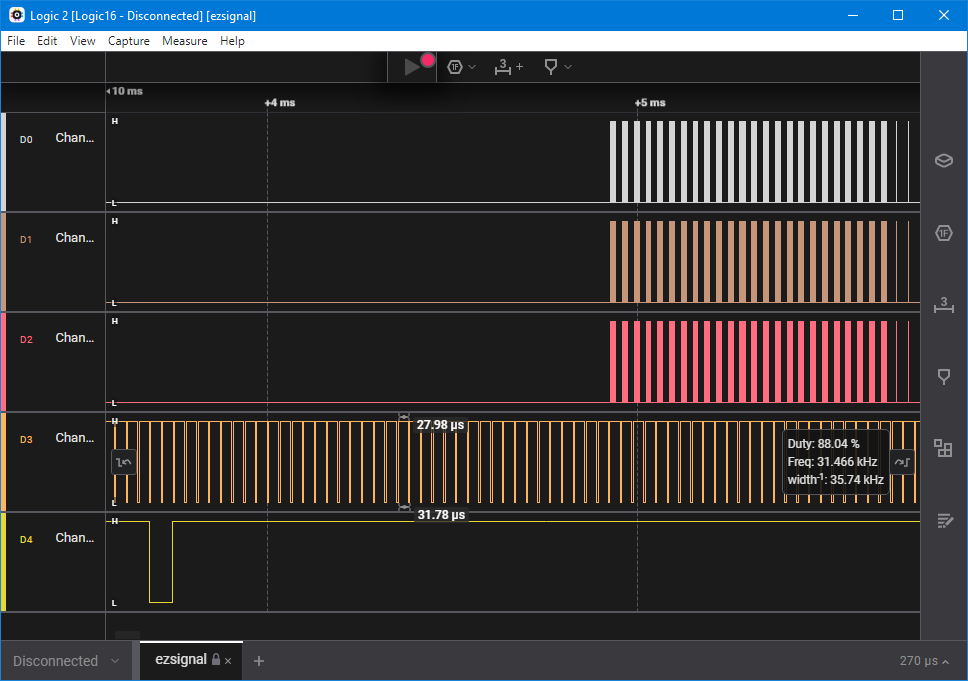 Logic 2 [Logic16 - Disconnected] [ezsignal]
File Edit View Capture Measure Help
1F 3 +
10 ms
+4 ms +5 ms
D0 Chan... H
L
D1 Chan... H
L
D2 Chan... H
L
D3 Chan... H
27.98 µs
Duty: 88.04 %
Freq: 31.466 kHz
width-1: 35.74 kHz
L
31.78 µs
D4 Chan... H
L
1F
3
Disconnected ezsignal × + 270 µs